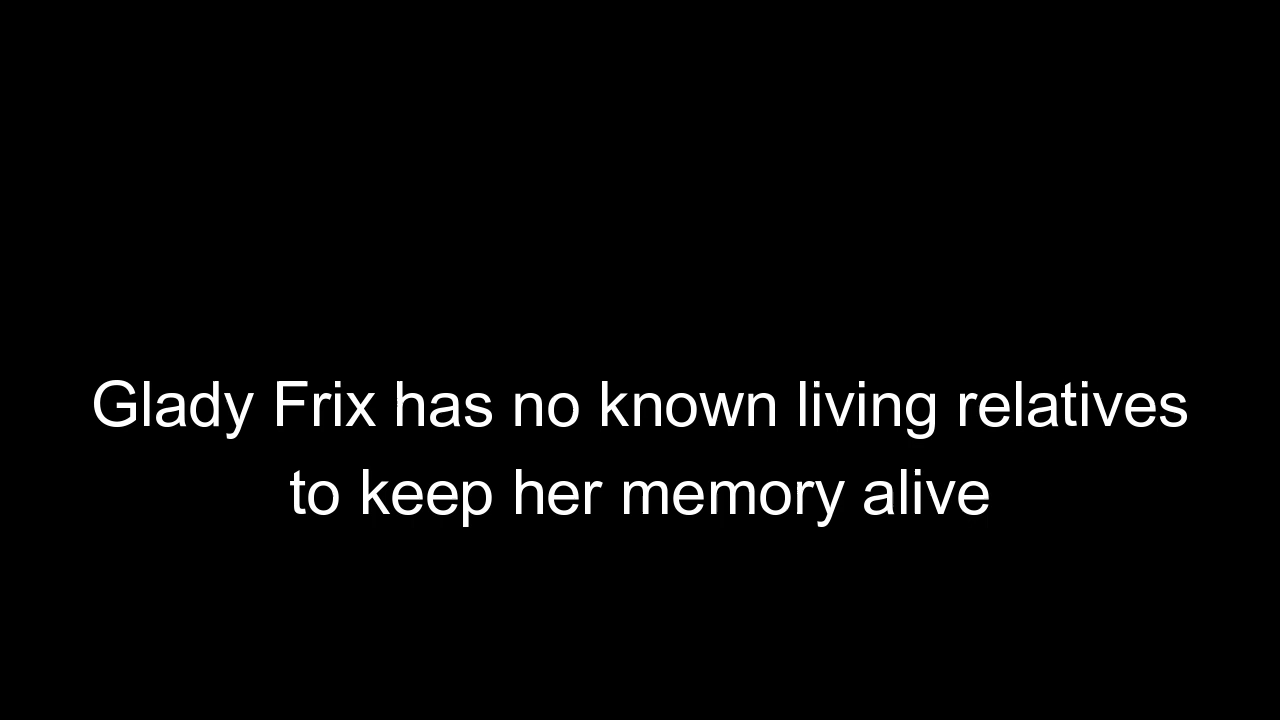 Glady Frix has no known living relatives
to keep her memory alive